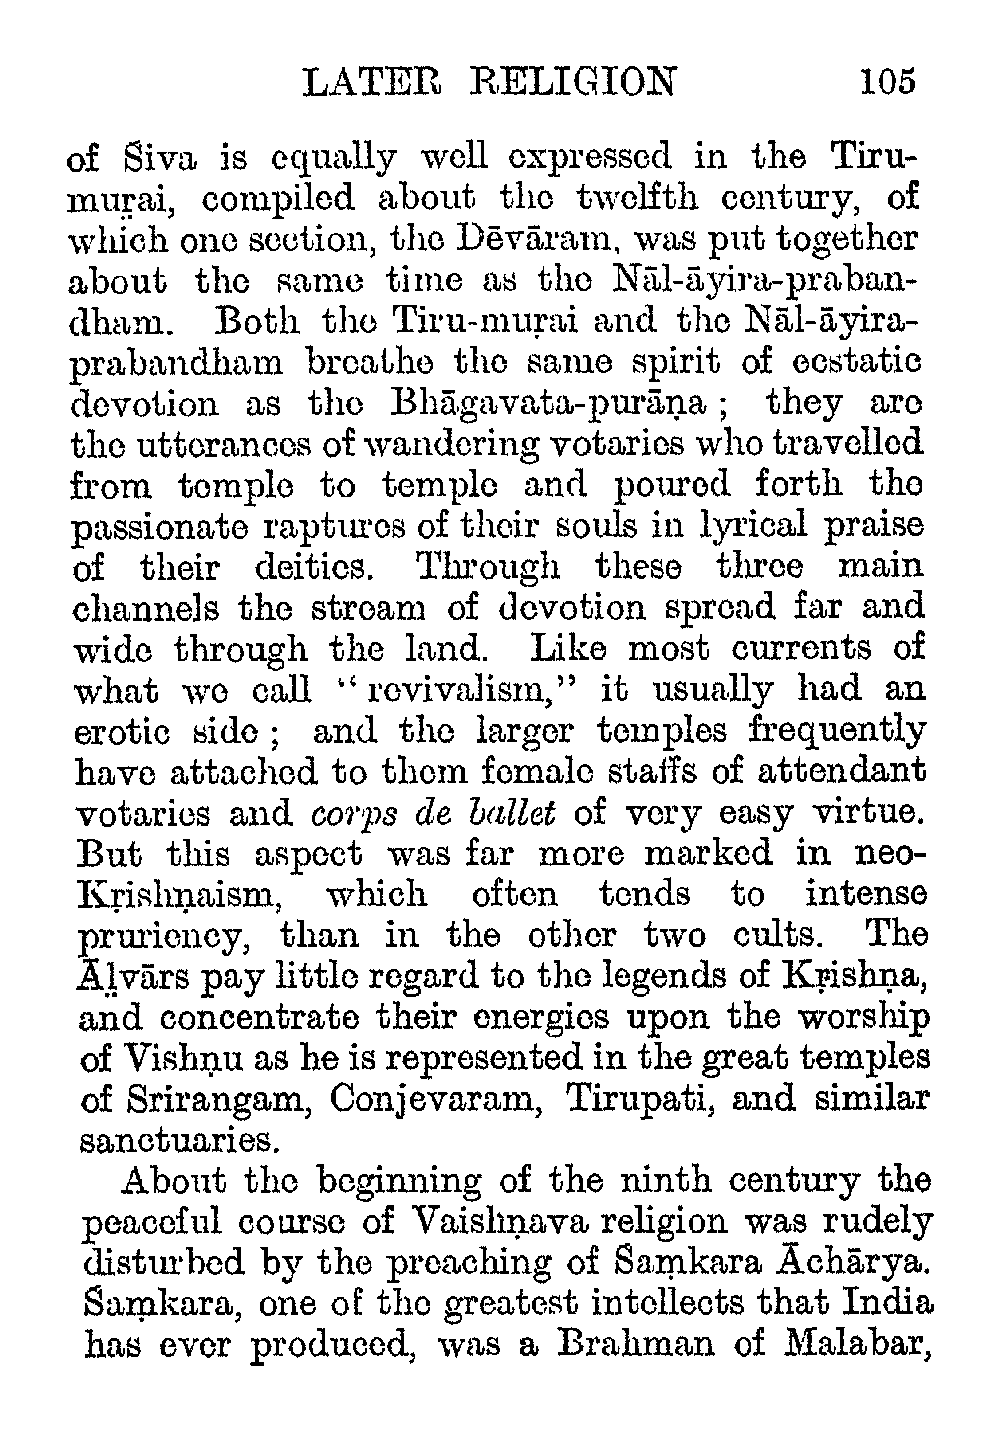 LATER RELIGION 105
of Śiva is equally well expressed in the Tiru-
muṛai, compiled about the twelfth century, of
which one section, the Dēvāram, was put together
about the same time as the Nāl-āyira-praban-
dham. Both the Tiru-muṛai and the Nāl-āyira-
prabandham breathe the same spirit of ecstatic
devotion as the Bhāgavata-purāṇa ; they are
the utterances of wandering votaries who travelled
from temple to temple and poured forth the
passionate raptures of their souls in lyrical praise
of their deities. Through these three main
channels the stream of devotion spread far and
wide through the land. Like most currents of
what we call “ revivalism,” it usually had an
erotic side ; and the larger temples frequently
have attached to them female staffs of attendant
votaries and corps de ballet of very easy virtue.
But this aspect was far more marked in neo-
Kṛishṇaism, which often tends to intense
pruriency, than in the other two cults. The
Āḷvārs pay little regard to the legends of Kṛishṇa,
and concentrate their energies upon the worship
of Vishṇu as he is represented in the great temples
of Srirangam, Conjevaram, Tirupati, and similar
sanctuaries.
About the beginning of the ninth century the
peaceful course of Vaishṇava religion was rudely
disturbed by the preaching of Śaṃkara Āchārya.
Śaṃkara, one of the greatest intellects that India
has ever produced, was a Brahman of Malabar,